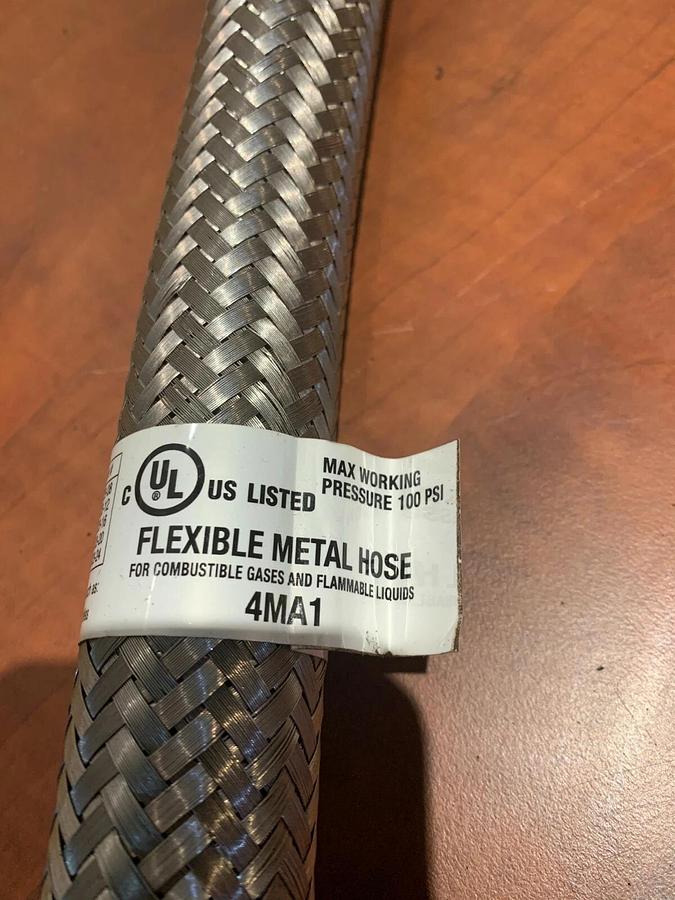 C UL ® US LISTED
MAX WORKING
PRESSURE 100 PSI
FLEXIBLE METAL HOSE
FOR COMBUSTIBLE GASES AND FLAMMABLE LIQUIDS
4MA1